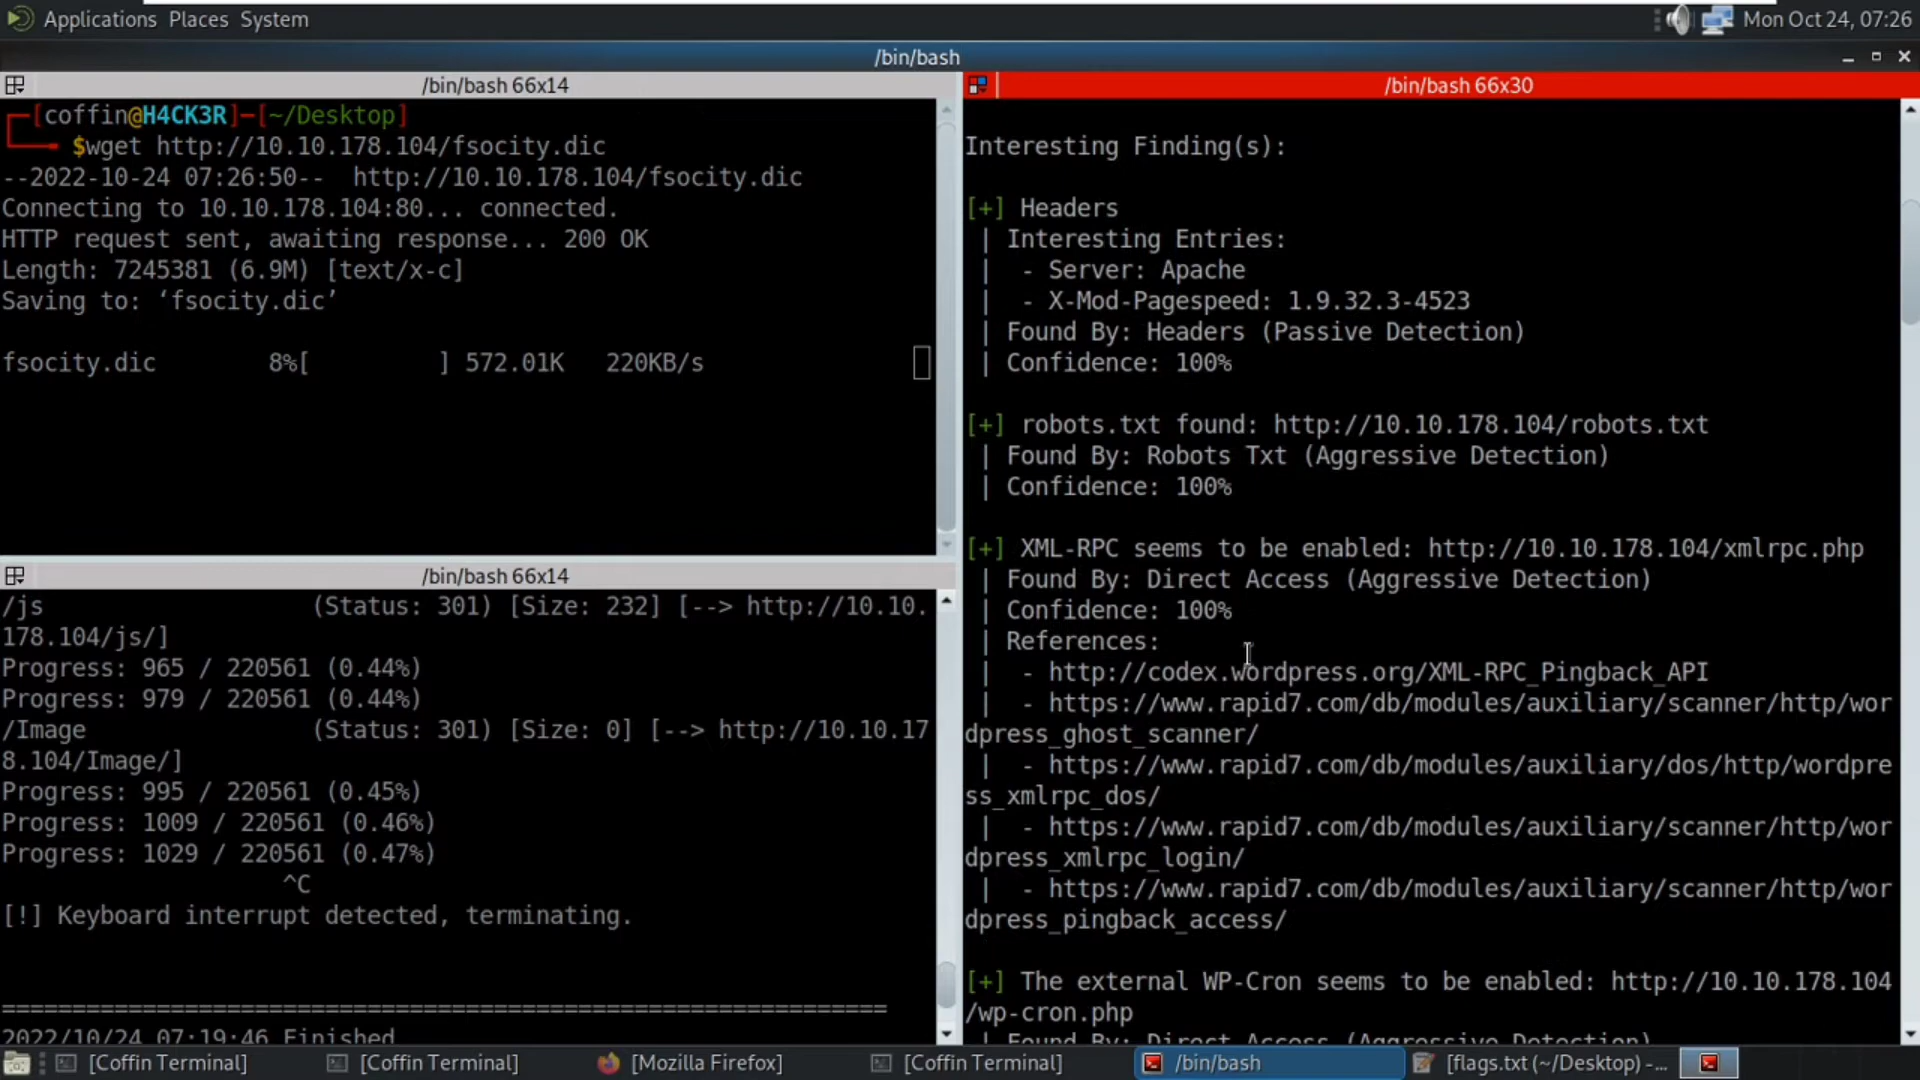 Applications Places System
Mon Oct 24, 07:26
/bin/bash
/bin/bash 66x14
[coffin@H4CK3R]─[~/Desktop]
$wget http://10.10.178.104/fsocity.dic
--2022-10-24 07:26:50--  http://10.10.178.104/fsocity.dic
Connecting to 10.10.178.104:80... connected.
HTTP request sent, awaiting response... 200 OK
Length: 7245381 (6.9M) [text/x-c]
Saving to: ‘fsocity.dic’
fsocity.dic        8%[         ] 572.01K   220KB/s
/bin/bash 66x14
/js                   (Status: 301) [Size: 232] [--> http://10.10.
178.104/js/]
Progress: 965 / 220561 (0.44%)
Progress: 979 / 220561 (0.44%)
/Image                (Status: 301) [Size: 0] [--> http://10.10.17
8.104/Image/]
Progress: 995 / 220561 (0.45%)
Progress: 1009 / 220561 (0.46%)
Progress: 1029 / 220561 (0.47%)
^C
[!] Keyboard interrupt detected, terminating.
===============================================================
2022/10/24 07:19:46 Finished
/bin/bash 66x30
Interesting Finding(s):
[+] Headers
| Interesting Entries:
|  - Server: Apache
|  - X-Mod-Pagespeed: 1.9.32.3-4523
| Found By: Headers (Passive Detection)
| Confidence: 100%
[+] robots.txt found: http://10.10.178.104/robots.txt
| Found By: Robots Txt (Aggressive Detection)
| Confidence: 100%
[+] XML-RPC seems to be enabled: http://10.10.178.104/xmlrpc.php
| Found By: Direct Access (Aggressive Detection)
| Confidence: 100%
| References:
|  - http://codex.wordpress.org/XML-RPC_Pingback_API
|  - https://www.rapid7.com/db/modules/auxiliary/scanner/http/wor
dpress_ghost_scanner/
|  - https://www.rapid7.com/db/modules/auxiliary/dos/http/wordpre
ss_xmlrpc_dos/
|  - https://www.rapid7.com/db/modules/auxiliary/scanner/http/wor
dpress_xmlrpc_login/
|  - https://www.rapid7.com/db/modules/auxiliary/scanner/http/wor
dpress_pingback_access/
[+] The external WP-Cron seems to be enabled: http://10.10.178.104
/wp-cron.php
| Found By: Direct Access (Aggressive Detection)
[Coffin Terminal]
[Coffin Terminal]
[Mozilla Firefox]
[Coffin Terminal]
/bin/bash
[flags.txt (~/Desktop) -...